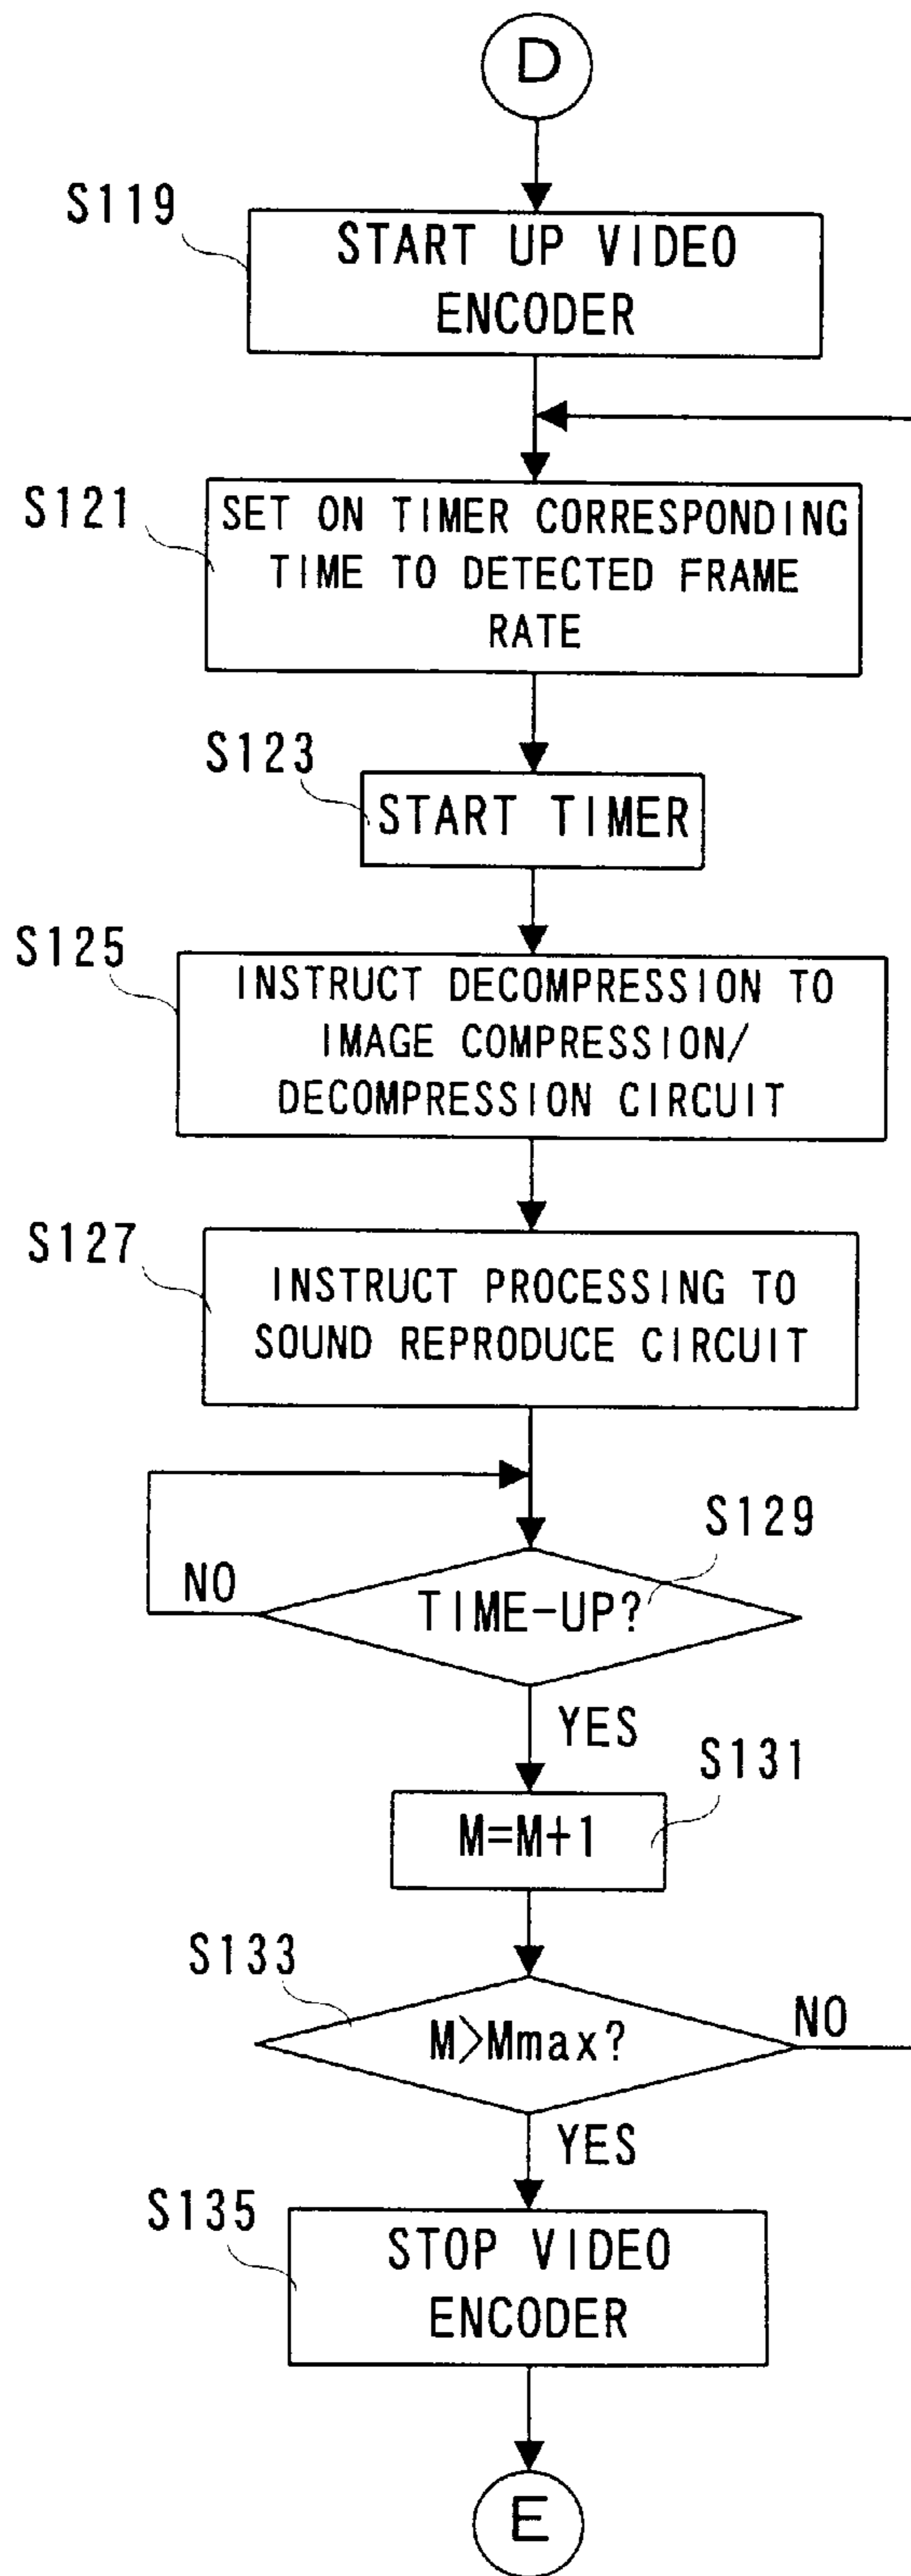 D
S119
START UP VIDEO
ENCODER
S121
SET ON TIMER CORRESPONDING
TIME TO DETECTED FRAME
RATE
S123
START TIMER
S125
INSTRUCT DECOMPRESSION TO
IMAGE COMPRESSION/
DECOMPRESSION CIRCUIT
S127
INSTRUCT PROCESSING TO
SOUND REPRODUCE CIRCUIT
S129
NO
TIME-UP?
YES
S131
M=M+1
S133
M>Mmax?
NO
YES
S135
STOP VIDEO
ENCODER
E